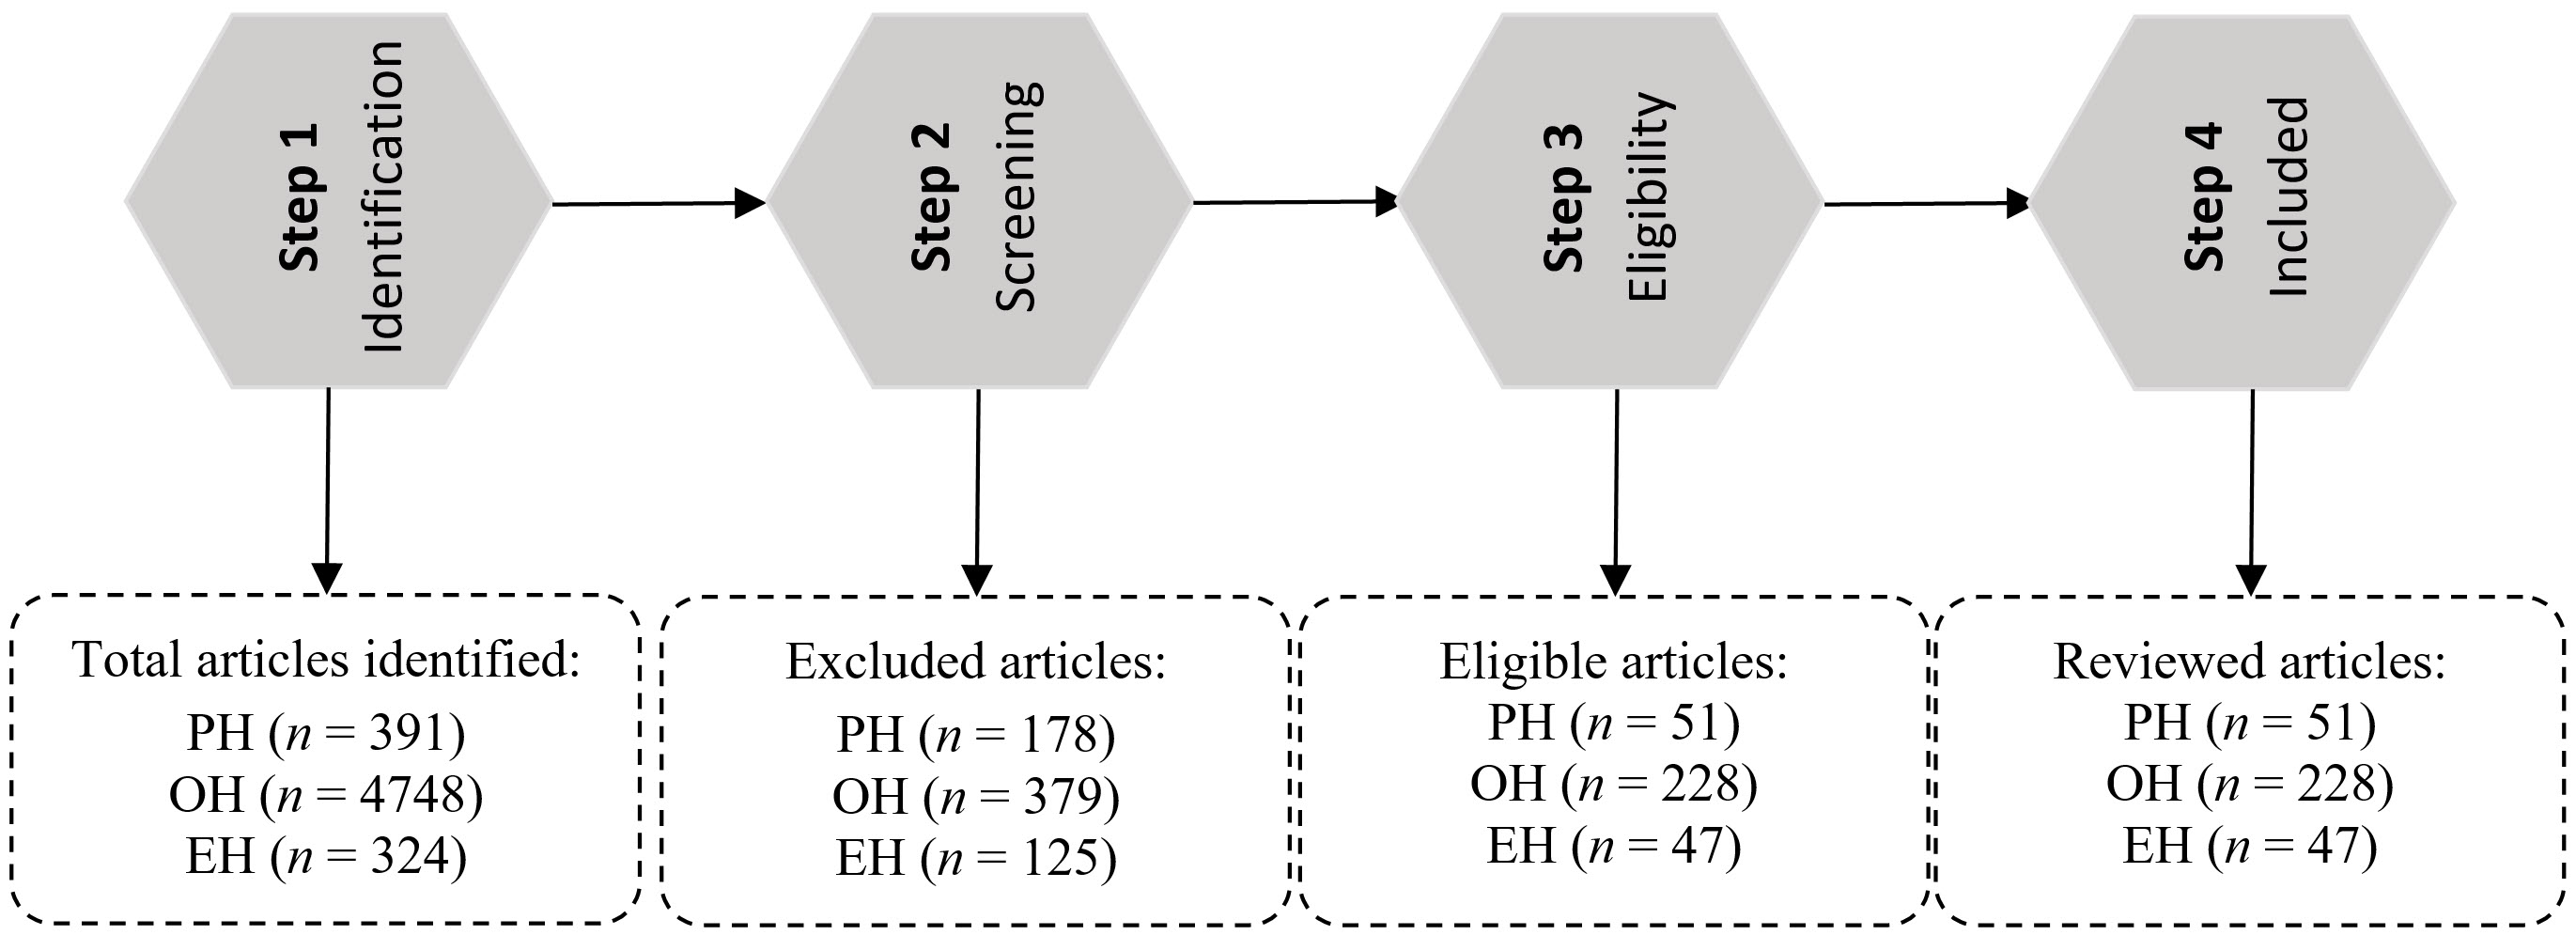 Step 1
Identification
Step 2
Screening
Step 3
Eligibility
Step 4
Included
Total articles identified:
PH (n = 391)
OH (n = 4748)
EH (n = 324)
Excluded articles:
PH (n = 178)
OH (n = 379)
EH (n = 125)
Eligible articles:
PH (n = 51)
OH (n = 228)
EH (n = 47)
Reviewed articles:
PH (n = 51)
OH (n = 228)
EH (n = 47)